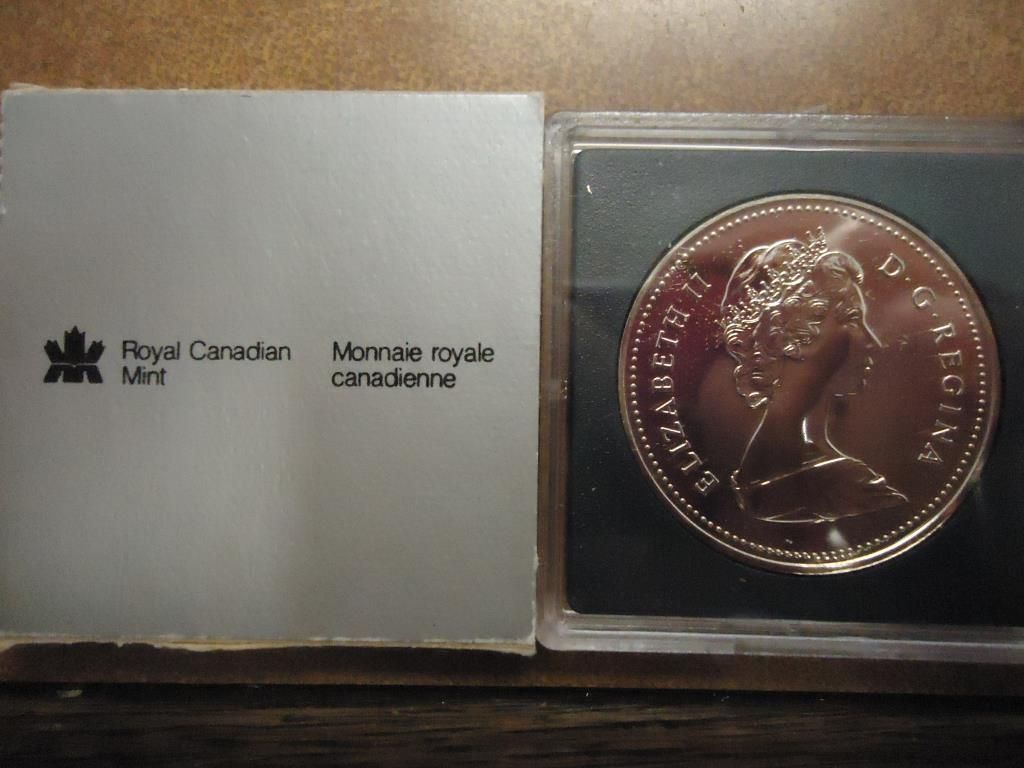 Royal Canadian
Mint
Monnaie royale
canadienne
ELIZABETH II
D·G·REGINA